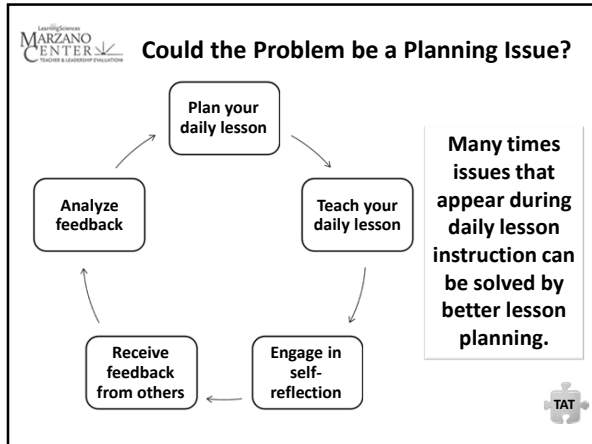 LearningSciences
MARZANO
CENTER
TEACHER & LEADERSHIP EVALUATION
Could the Problem be a Planning Issue?
Plan your
daily lesson
Teach your
daily lesson
Engage in
self-
reflection
Receive
feedback
from others
Analyze
feedback
Many times
issues that
appear during
daily lesson
instruction can
be solved by
better lesson
planning.
TAT